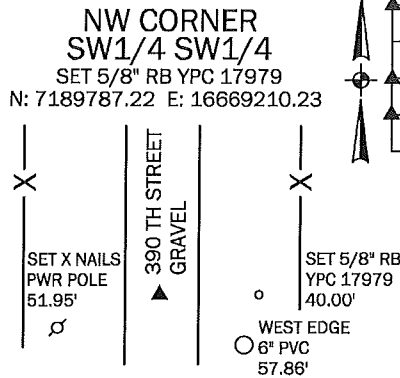 NW CORNER
SW1/4 SW1/4
SET 5/8" RB YPC 17979
N: 7189787.22 E: 16669210.23
X
X
390 TH STREET
GRAVEL
SET X NAILS
PWR POLE
51.95'
SET 5/8" RB
YPC 17979
40.00'
WEST EDGE
6" PVC
57.86'